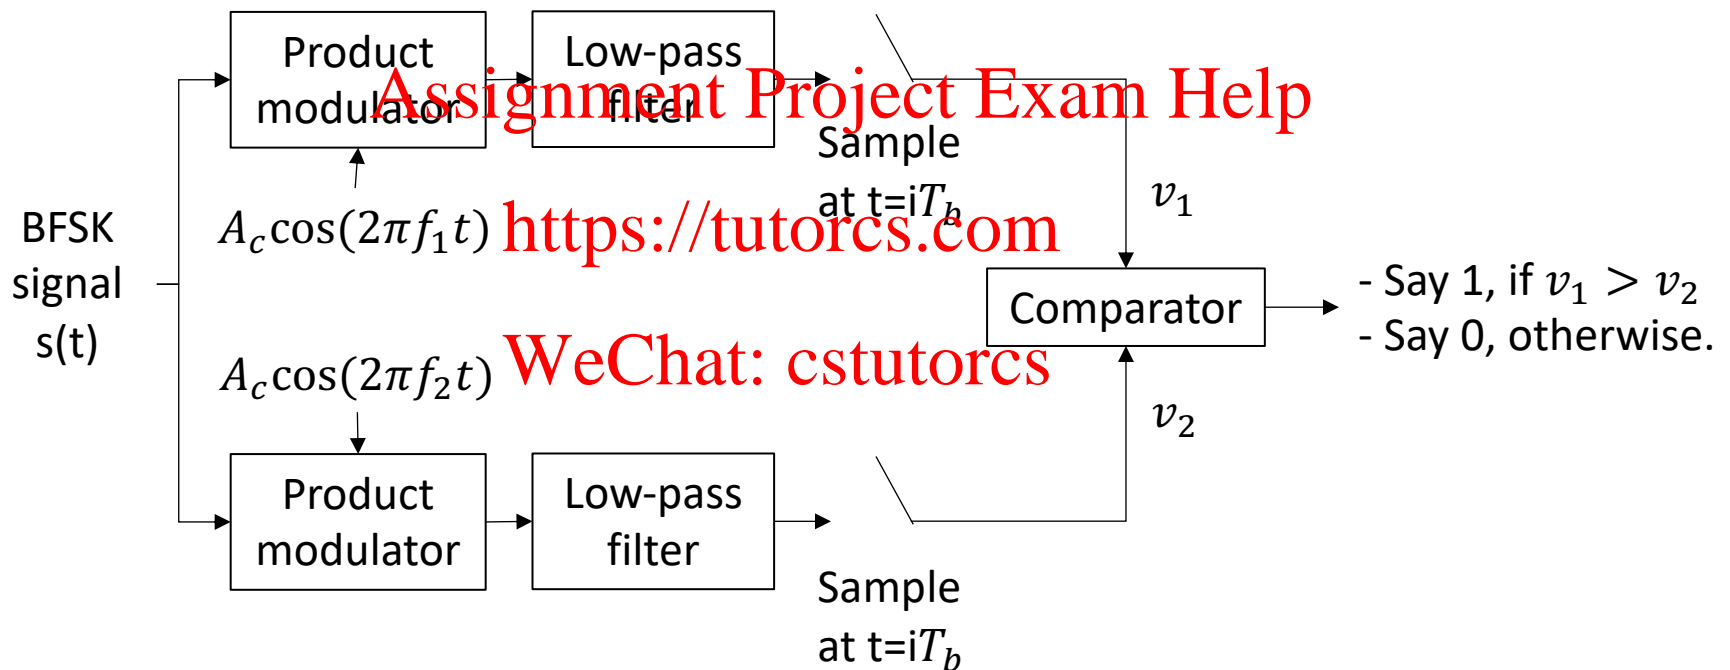 Product
modulator
Low-pass
filter
Assignment Project Exam Help
Sample
at t=iT_b
v_1
BFSK
signal
s(t)
A_c cos(2πf_1t)
https://tutorcs.com
Comparator
- Say 1, if v_1 > v_2
- Say 0, otherwise.
A_c cos(2πf_2t)
WeChat: cstutorcs
v_2
Product
modulator
Low-pass
filter
Sample
at t=iT_b